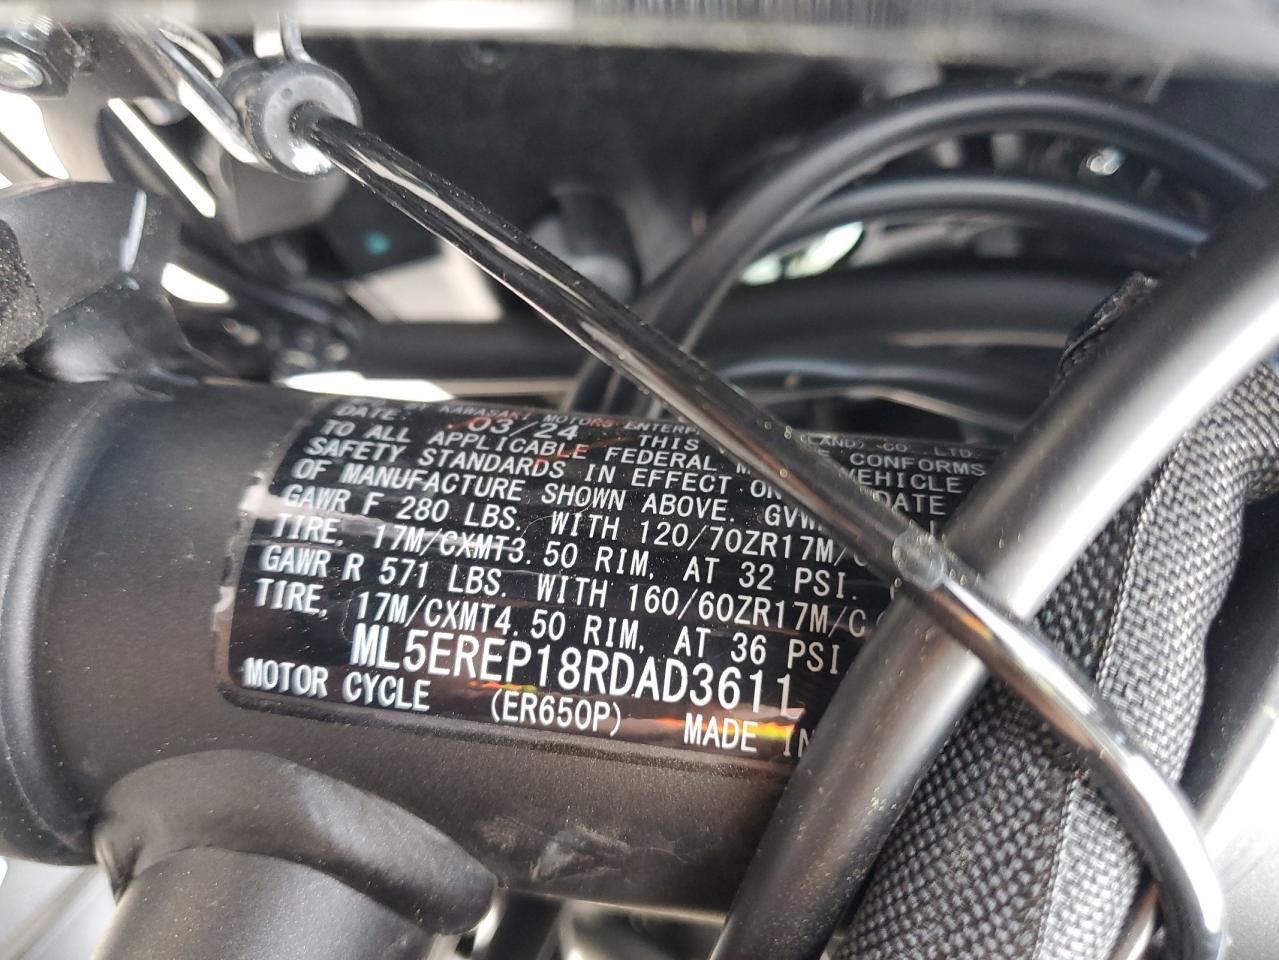 KAWASAKI MOTORS ENTERP LAND) CO., LTD.
DATE: 03/24 THIS CONFORMS
TO ALL APPLICABLE FEDERAL M VEHICLE
SAFETY STANDARDS IN EFFECT ON DATE
OF MANUFACTURE SHOWN ABOVE. GVW
GAWR F 280 LBS. WITH 120/70ZR17M/C
TIRE, 17M/CXMT3.50 RIM, AT 32 PSI.
GAWR R 571 LBS. WITH 160/60ZR17M/C
TIRE, 17M/CXMT4.50 RIM, AT 36 PSI
ML5EREP18RDAD3611
MOTOR CYCLE (ER650P) MADE IN